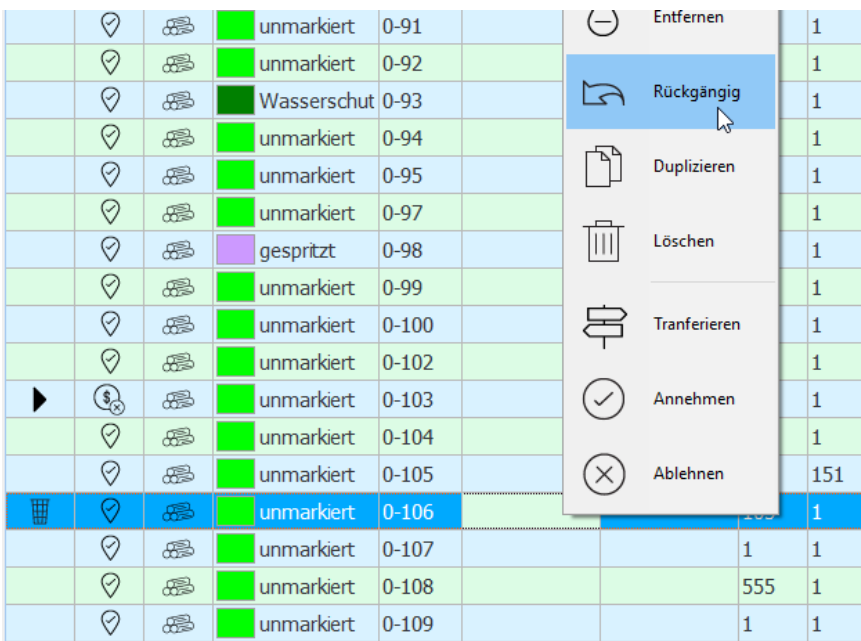 unmarkiert 0-91 Entfernen 1
unmarkiert 0-92 1
Wasserschut 0-93 Rückgängig 1
unmarkiert 0-94 1
unmarkiert 0-95 Duplizieren 1
unmarkiert 0-97 1
gespritzt 0-98 Löschen 1
unmarkiert 0-99 1
unmarkiert 0-100 Tranferieren 1
unmarkiert 0-102 1
unmarkiert 0-103 Annehmen 1
unmarkiert 0-104 1
unmarkiert 0-105 Ablehnen 151
unmarkiert 0-106 1
unmarkiert 0-107 1 1
unmarkiert 0-108 555 1
unmarkiert 0-109 1 1